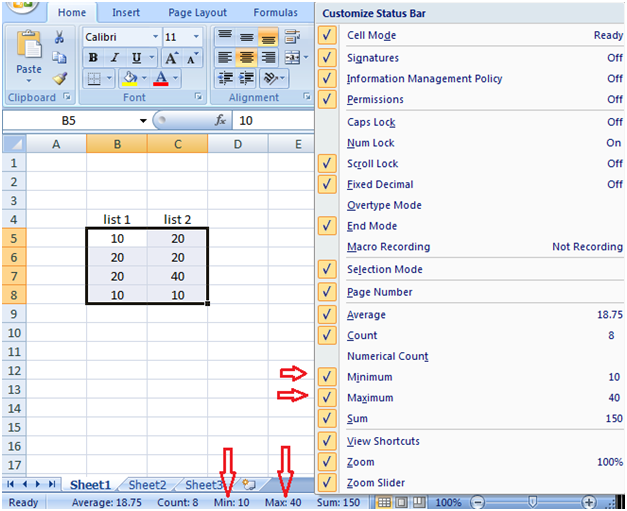 Home Insert Page Layout Formulas
Paste
Calibri 11
B I U A A
A
Clipboard Font Alignment
B5 fx 10
A B C D E
1
2
3
4 list 1 list 2
5 10 20
6 20 20
7 20 40
8 10 10
9
10
11
12
13
14
15
16
17
Sheet1 Sheet2 Sheet3
Ready Average: 18.75 Count: 8 Min: 10 Max: 40 Sum: 150 100%
Customize Status Bar
Cell Mode Ready
Signatures Off
Information Management Policy Off
Permissions Off
Caps Lock Off
Num Lock On
Scroll Lock Off
Fixed Decimal Off
Overtype Mode
End Mode
Macro Recording Not Recording
Selection Mode
Page Number
Average 18.75
Count 8
Numerical Count
Minimum 10
Maximum 40
Sum 150
View Shortcuts
Zoom 100%
Zoom Slider